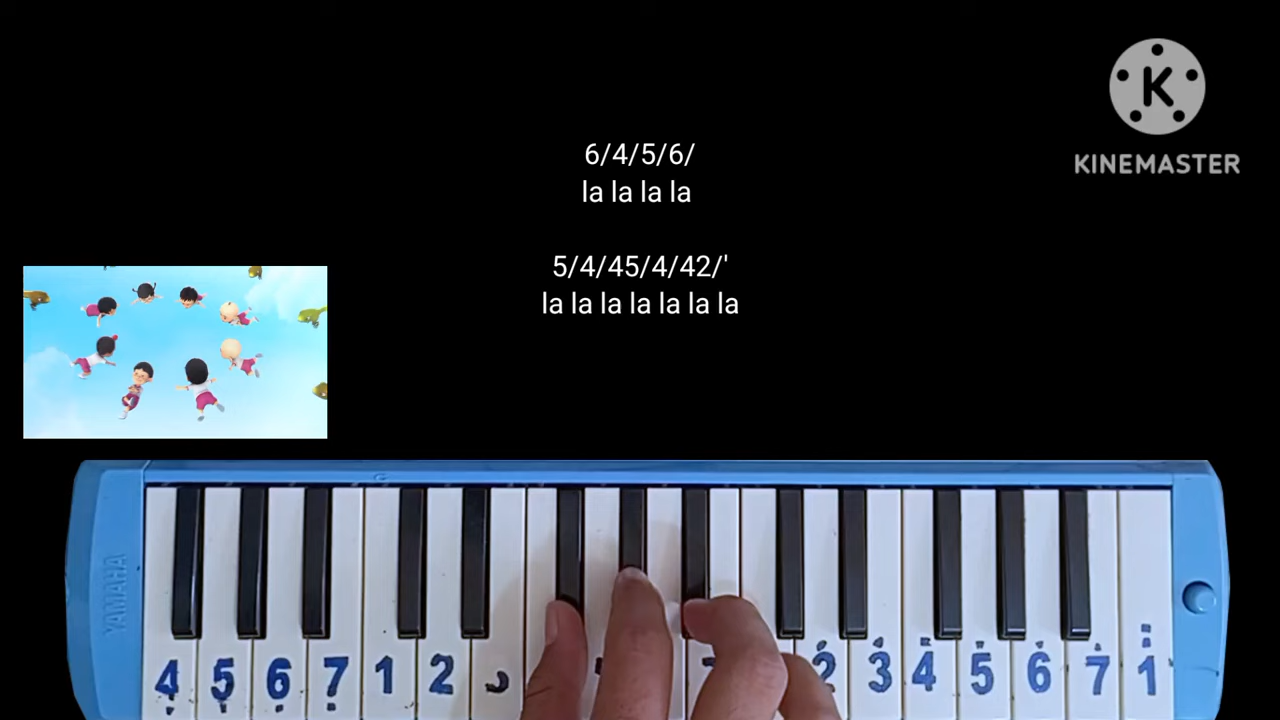 KINEMASTER
6/4/5/6/
la la la la
5/4/45/4/42/'
la la la la la la la
YAMAHA
4 5 6 7 1 2 2 3 4 5 6 7 1